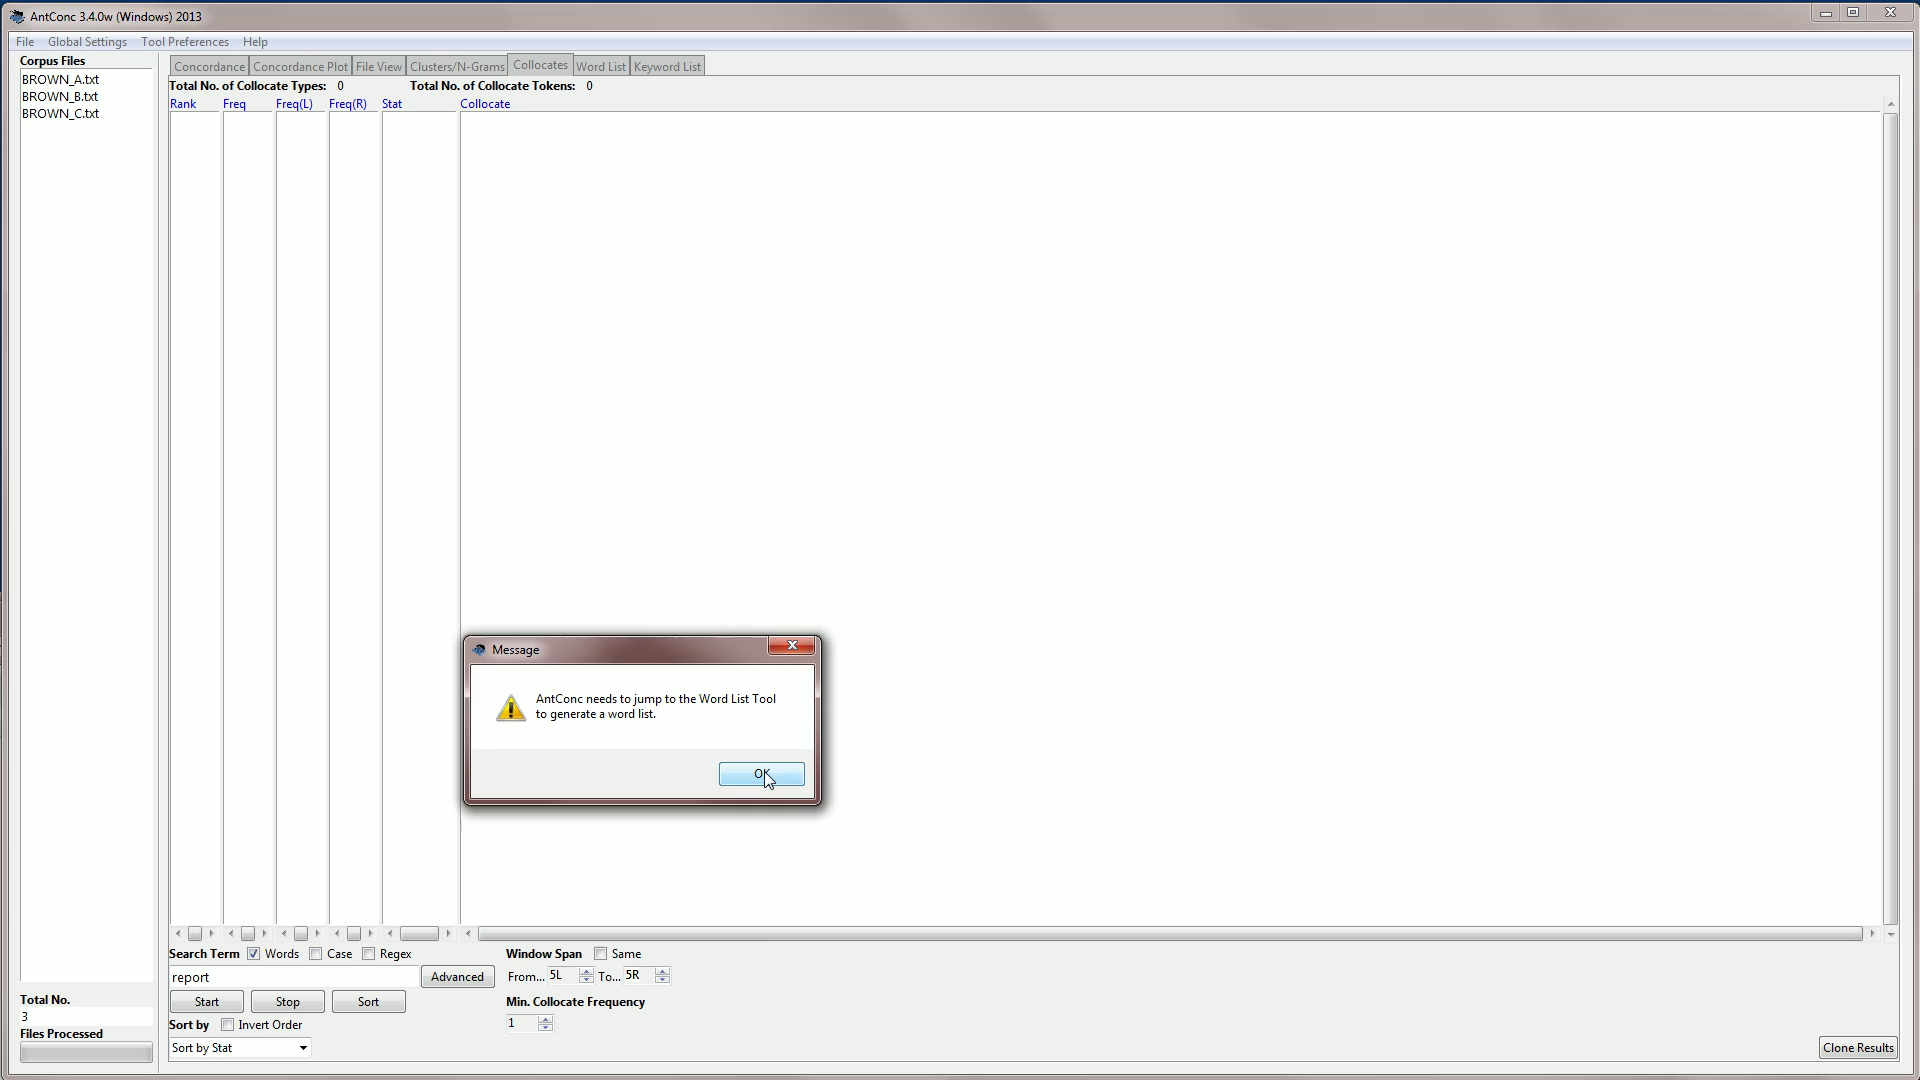 AntConc 3.4.0w (Windows) 2013
File Global Settings Tool Preferences Help
Corpus Files
BROWN_A.txt
BROWN_B.txt
BROWN_C.txt
Concordance Concordance Plot File View Clusters/N-Grams Collocates Word List Keyword List
Total No. of Collocate Types: 0 Total No. of Collocate Tokens: 0
Rank Freq Freq(L) Freq(R) Stat Collocate
Message
AntConc needs to jump to the Word List Tool
to generate a word list.
OK
Search Term Words Case Regex
report Advanced
Start Stop Sort
Sort by Invert Order
Sort by Stat
Window Span Same
From... 5L To... 5R
Min. Collocate Frequency
1
Total No.
3
Files Processed
Clone Results